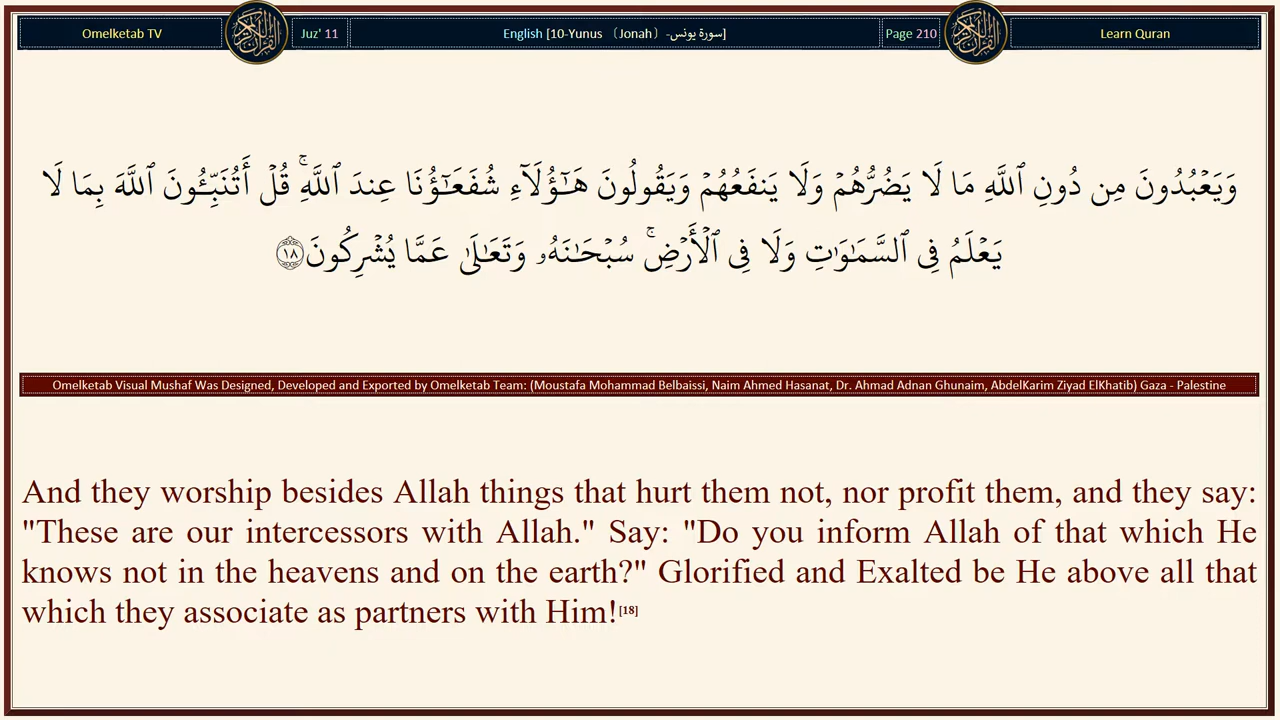 Omelketab TV
Juz' 11
English [10-Yunus （Jonah）-سورة يونس]
Page 210
Learn Quran
وَيَعۡبُدُونَ مِن دُونِ ٱللَّهِ مَا لَا يَضُرُّهُمۡ وَلَا يَنفَعُهُمۡ وَيَقُولُونَ هَـٰٓؤُلَآءِ شُفَعَـٰٓؤُنَا عِندَ ٱللَّهِۚ قُلۡ أَتُنَبِّـُٔونَ ٱللَّهَ بِمَا لَا
يَعۡلَمُ فِى ٱلسَّمَـٰوَٰتِ وَلَا فِى ٱلۡأَرۡضِۚ سُبۡحَـٰنَهُۥ وَتَعَـٰلَىٰ عَمَّا يُشۡرِكُونَ ١٨
Omelketab Visual Mushaf Was Designed, Developed and Exported by Omelketab Team: (Moustafa Mohammad Belbaissi, Naim Ahmed Hasanat, Dr. Ahmad Adnan Ghunaim, AbdelKarim Ziyad ElKhatib) Gaza - Palestine
And they worship besides Allah things that hurt them not, nor profit them, and they say:
"These are our intercessors with Allah." Say: "Do you inform Allah of that which He
knows not in the heavens and on the earth?" Glorified and Exalted be He above all that
which they associate as partners with Him![18]